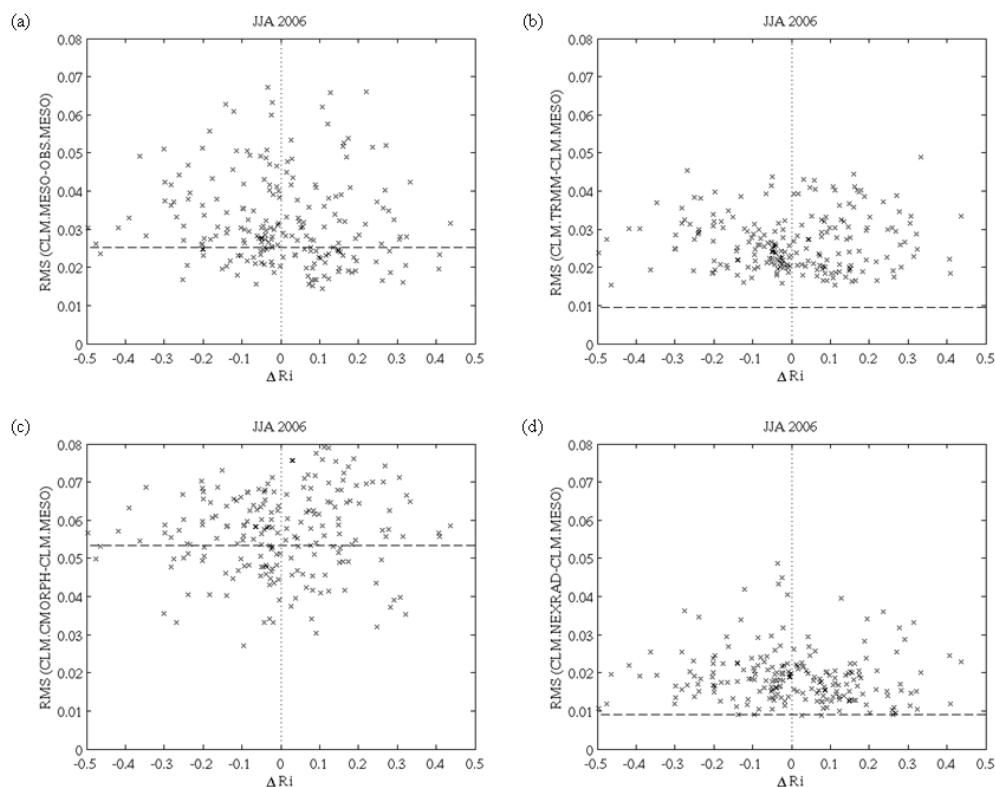 (a)
JJA 2006
RMS (CLM.MESO-OBS.MESO)
0.08
0.07
0.06
0.05
0.04
0.03
0.02
0.01
0
-0.5 -0.4 -0.3 -0.2 -0.1 0 0.1 0.2 0.3 0.4 0.5
Δ Ri
(b)
JJA 2006
RMS (CLM.TRMM-CLM.MESO)
0.08
0.07
0.06
0.05
0.04
0.03
0.02
0.01
0
-0.5 -0.4 -0.3 -0.2 -0.1 0 0.1 0.2 0.3 0.4 0.5
Δ Ri
(c)
JJA 2006
RMS (CLM.CMORPH-CLM.MESO)
0.08
0.07
0.06
0.05
0.04
0.03
0.02
0.01
0
-0.5 -0.4 -0.3 -0.2 -0.1 0 0.1 0.2 0.3 0.4 0.5
Δ Ri
(d)
JJA 2006
RMS (CLM.NEXRAD-CLM.MESO)
0.08
0.07
0.06
0.05
0.04
0.03
0.02
0.01
0
-0.5 -0.4 -0.3 -0.2 -0.1 0 0.1 0.2 0.3 0.4 0.5
Δ Ri